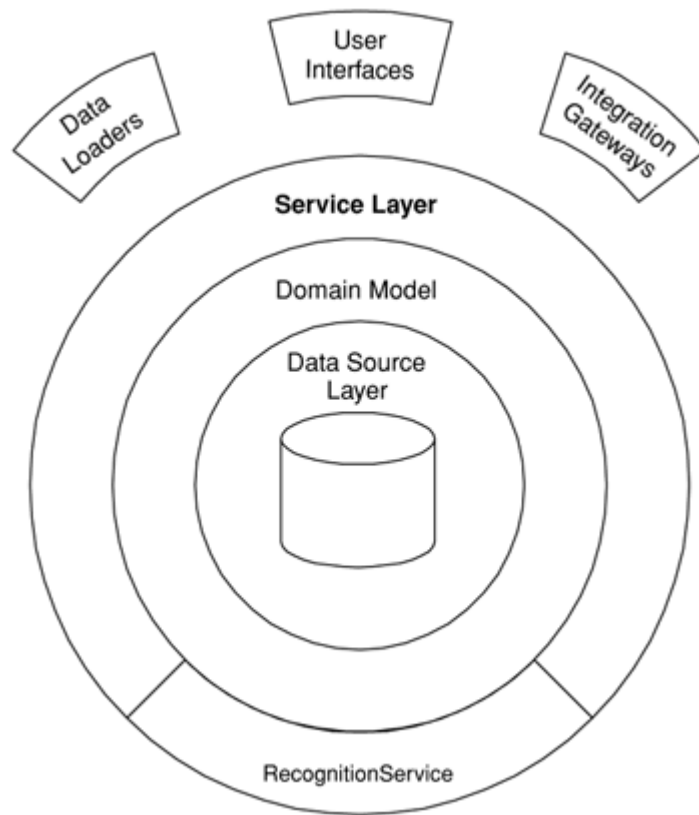 User
Interfaces
Data
Loaders
Integration
Gateways
Service Layer
Domain Model
Data Source
Layer
RecognitionService